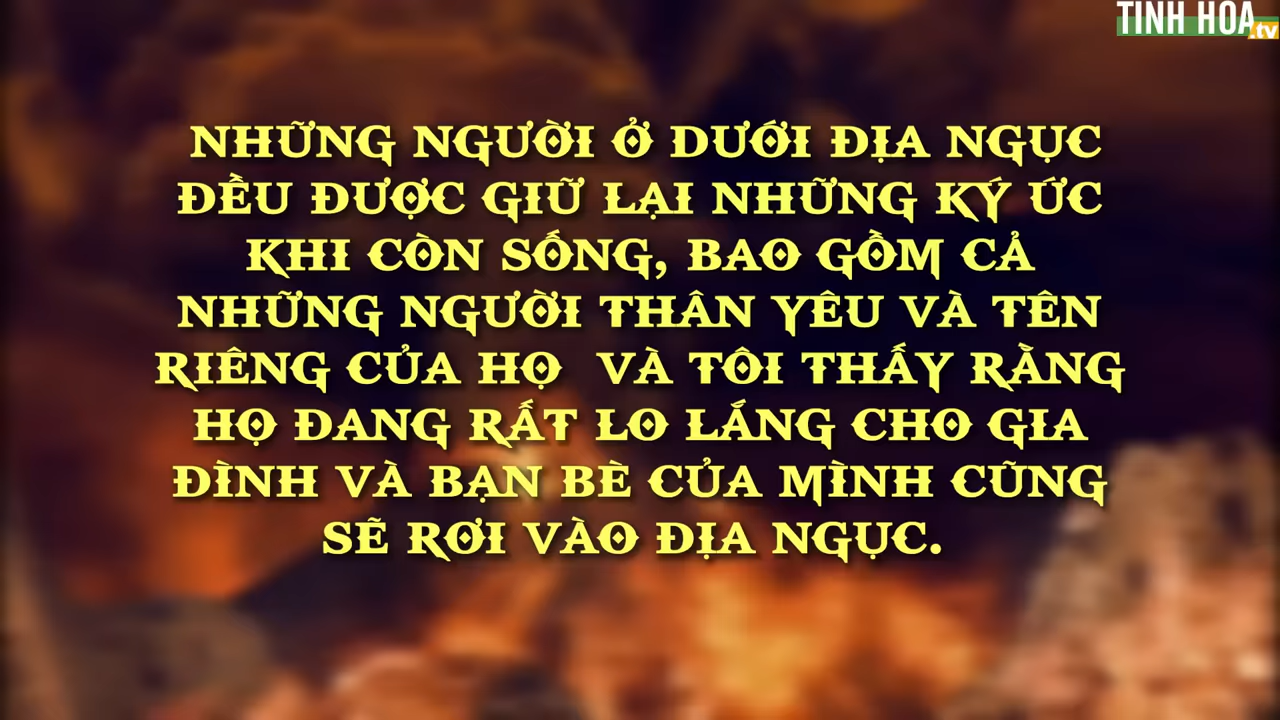 TINH HOA
.tv
NHỮNG NGƯỜI Ở DƯỚI ĐỊA NGỤC
ĐỀU ĐƯỢC GIỮ LẠI NHỮNG KÝ ỨC
KHI CÒN SỐNG, BAO GỒM CẢ
NHỮNG NGƯỜI THÂN YÊU VÀ TÊN
RIÊNG CỦA HỌ VÀ TÔI THẤY RẰNG
HỌ ĐANG RẤT LO LẮNG CHO GIA
ĐÌNH VÀ BẠN BÈ CỦA MÌNH CŨNG
SẼ RƠI VÀO ĐỊA NGỤC.